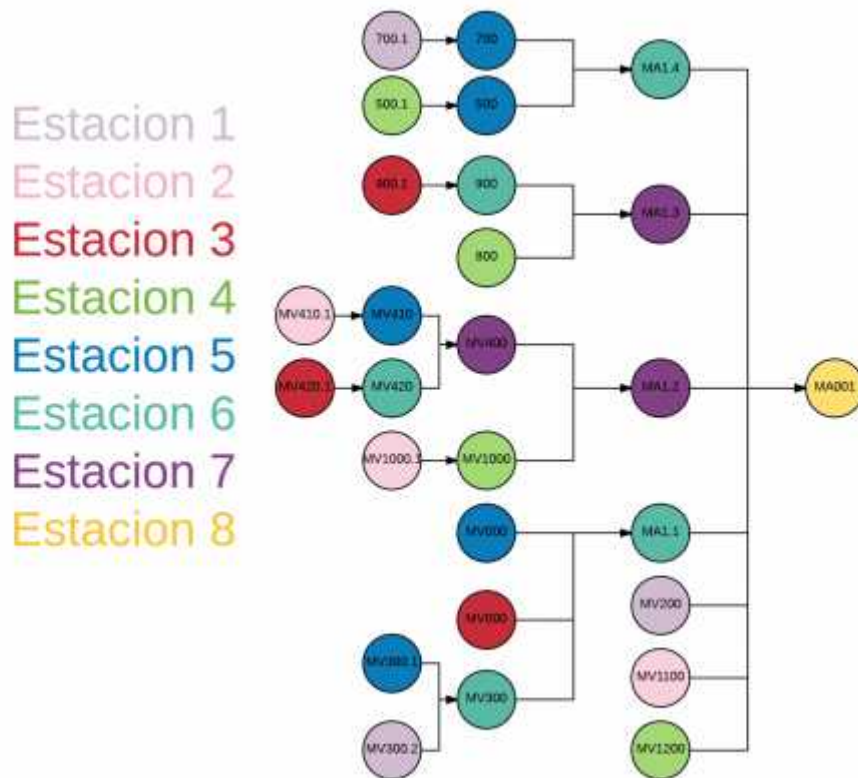 Estacion 1
Estacion 2
Estacion 3
Estacion 4
Estacion 5
Estacion 6
Estacion 7
Estacion 8
700.1
700
MA1.4
500.1
500
900
MA1.3
800
MV410.1
MV410
MV400
MV420.1
MV420
MA1.2
MA001
MV1000.1
MV1000
MA1.1
MV200
MV300
MV1100
MV300.2
MV1200